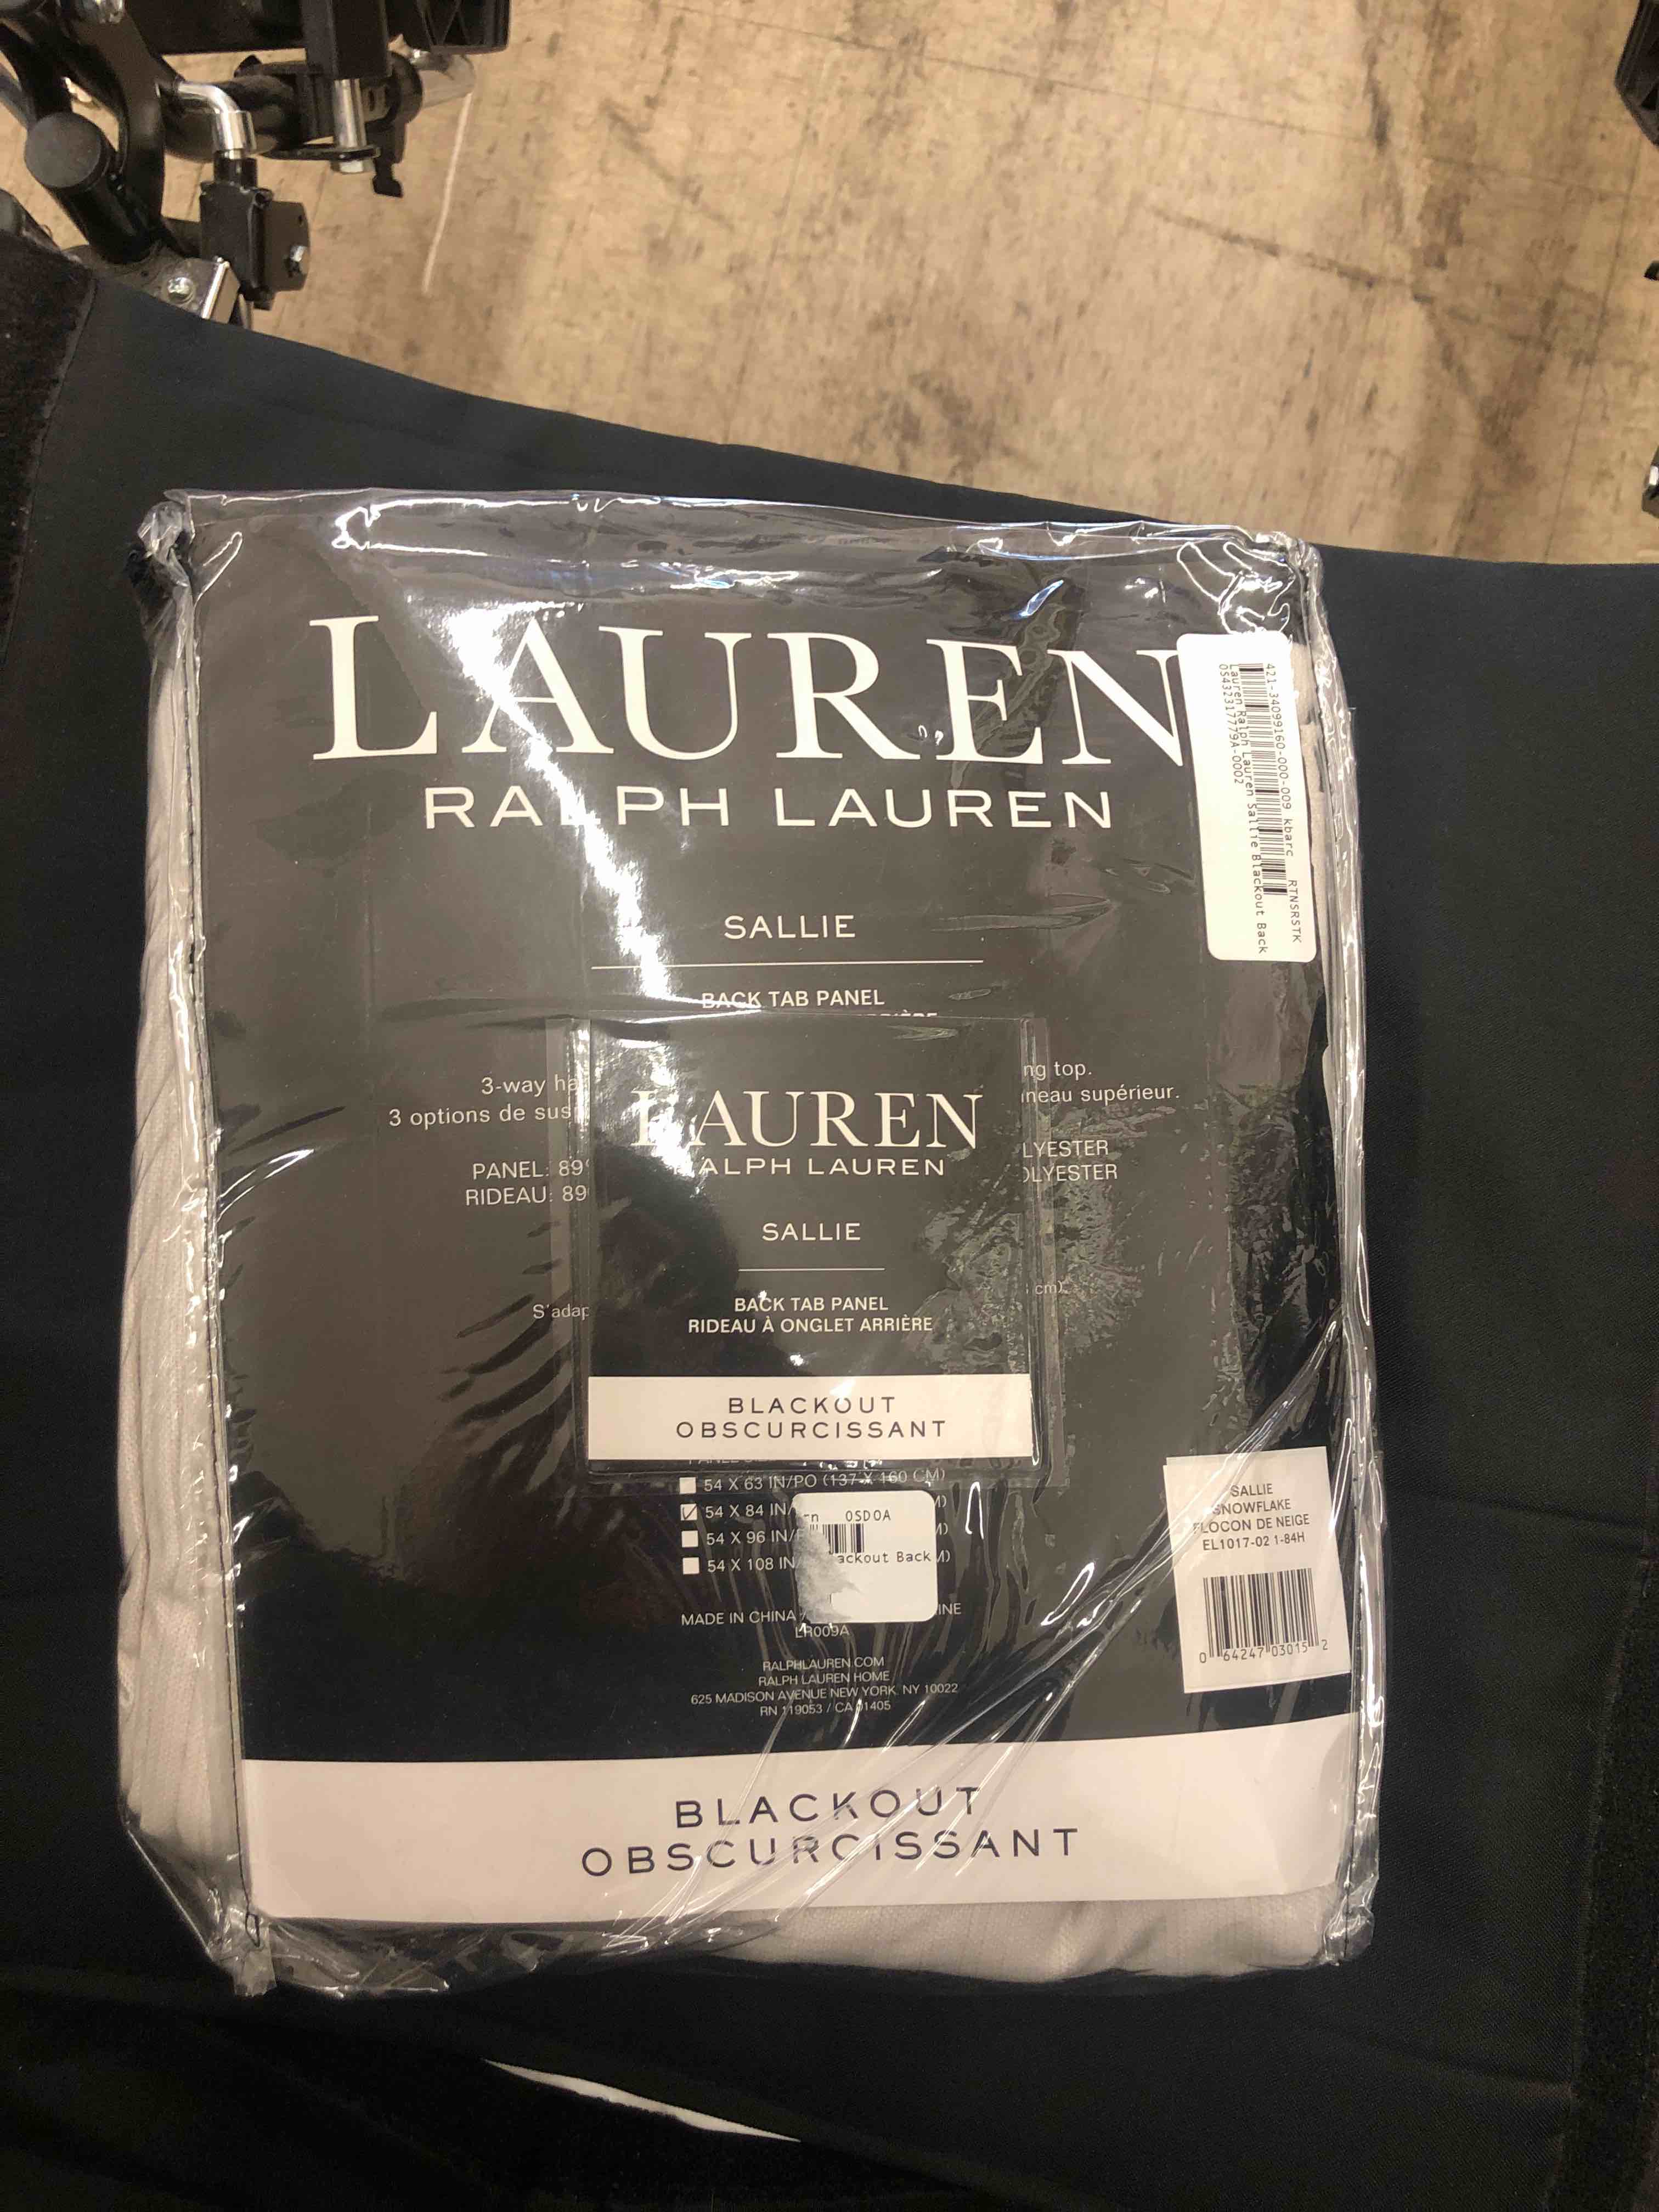 LAUREN
RALPH LAUREN
SALLIE
BACK TAB PANEL
3-way
ng top.
3 options de sus
neau supérieur.
PANEL: 89
LYESTER
RIDEAU: 89
LYESTER
S'adap
cm).
LAUREN
ALPH LAUREN
SALLIE
BACK TAB PANEL
RIDEAU À ONGLET ARRIÈRE
BLACKOUT
OBSCURCISSANT
54 X 63 IN/PO (137 X 160 CM)
54 X 84 IN/
54 X 96 IN/
54 X 108 IN/
OSDOA
ackout Back
MADE IN CHINA
INE
LR009A
RALPHLAUREN.COM
RALPH LAUREN HOME
625 MADISON AVENUE NEW YORK, NY 10022
RN 119053 / CA 01405
BLACKOUT
OBSCURCISSANT
421-34099160-000-009 kbarc RTNSRSTK
Lauren Ralph Lauren Sallie Blackout Back
05432317779A-0002
SALLIE
SNOWFLAKE
FLOCON DE NEIGE
EL1017-02 1-84H
0 64247 03015 2